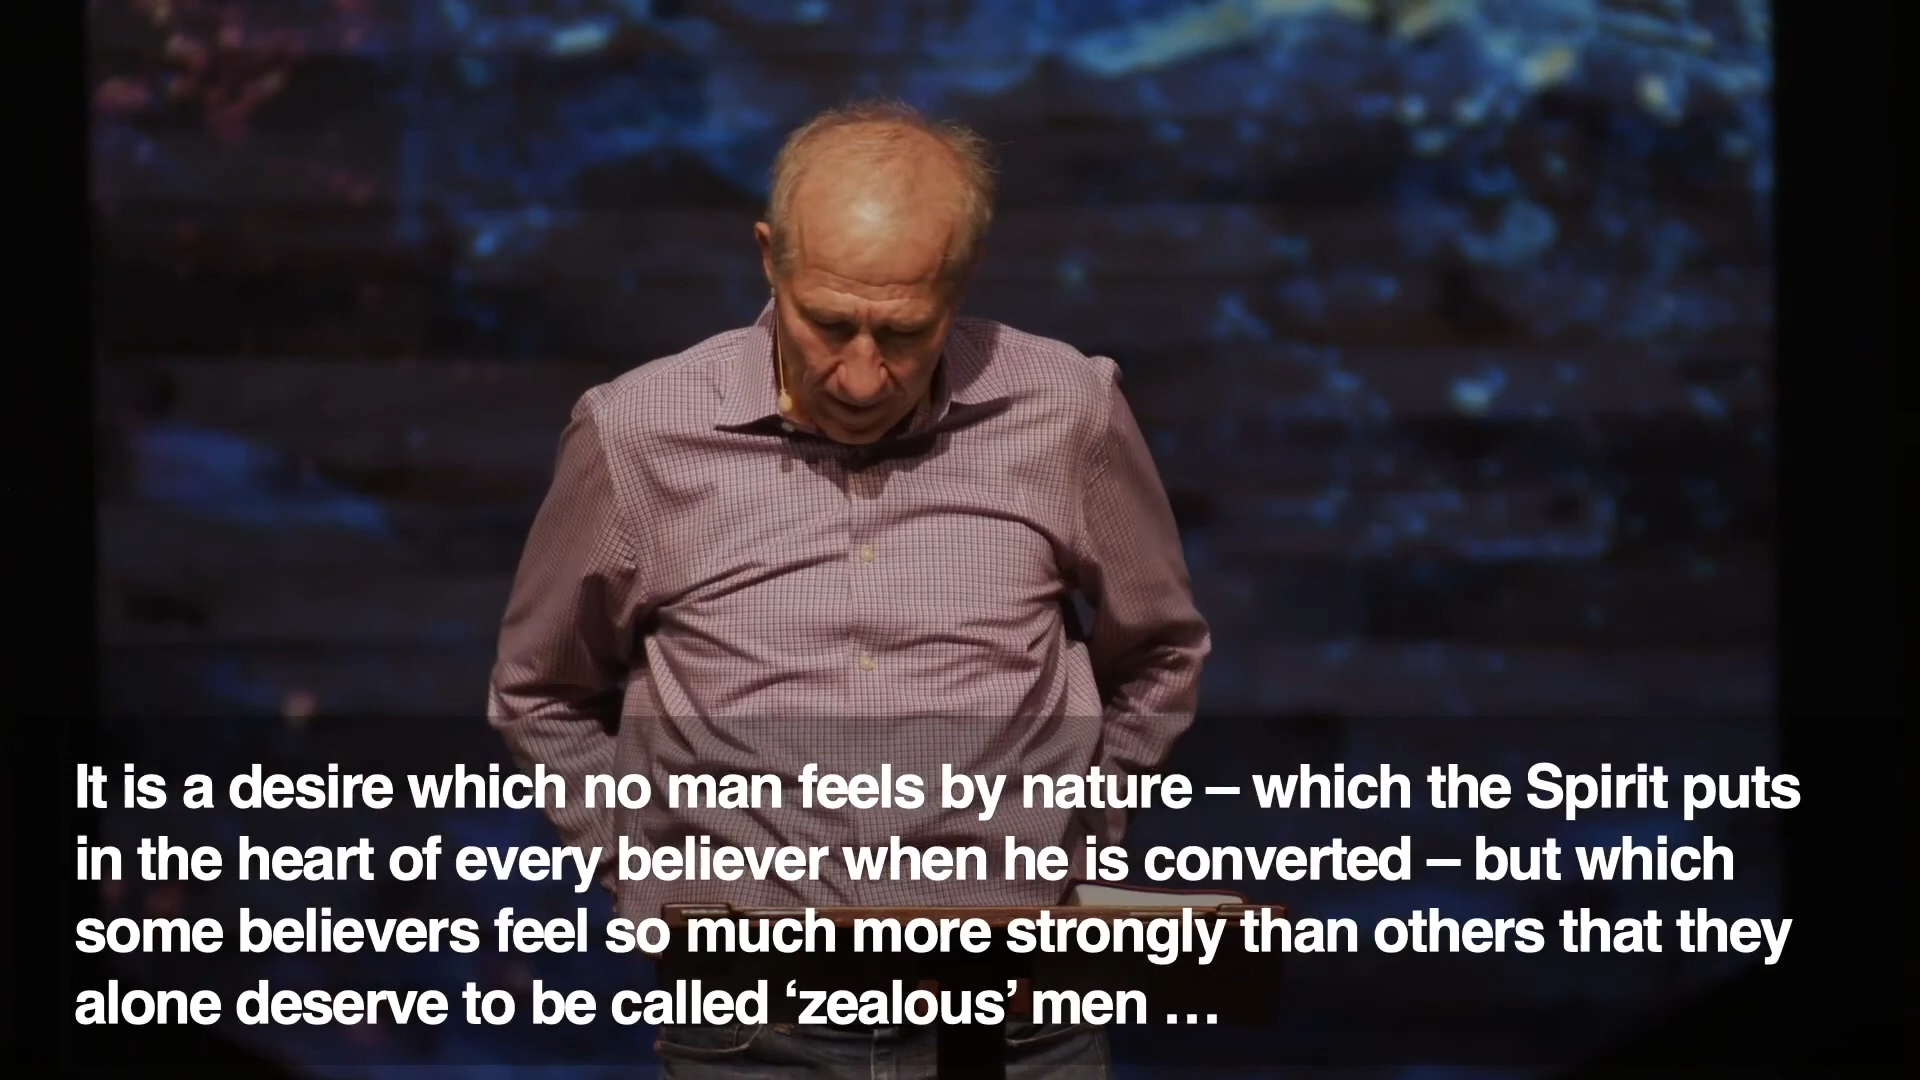 It is a desire which no man feels by nature – which the Spirit puts
in the heart of every believer when he is converted – but which
some believers feel so much more strongly than others that they
alone deserve to be called ‘zealous’ men …